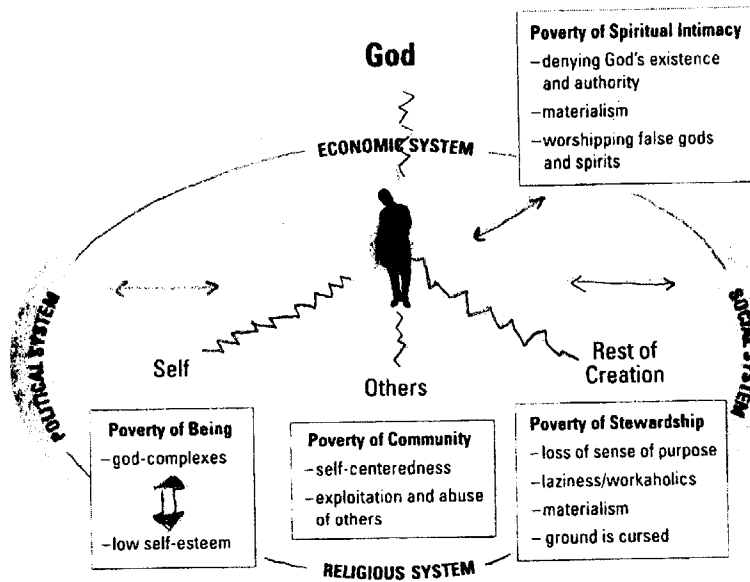 God
Poverty of Spiritual Intimacy
–denying God's existence
and authority
–materialism
–worshipping false gods
and spirits
ECONOMIC SYSTEM
POLITICAL SYSTEM
SOCIAL SYSTEM
Self
Others
Rest of
Creation
Poverty of Being
–god-complexes
–low self-esteem
Poverty of Community
–self-centeredness
–exploitation and abuse
of others
Poverty of Stewardship
–loss of sense of purpose
–laziness/workaholics
–materialism
–ground is cursed
RELIGIOUS SYSTEM